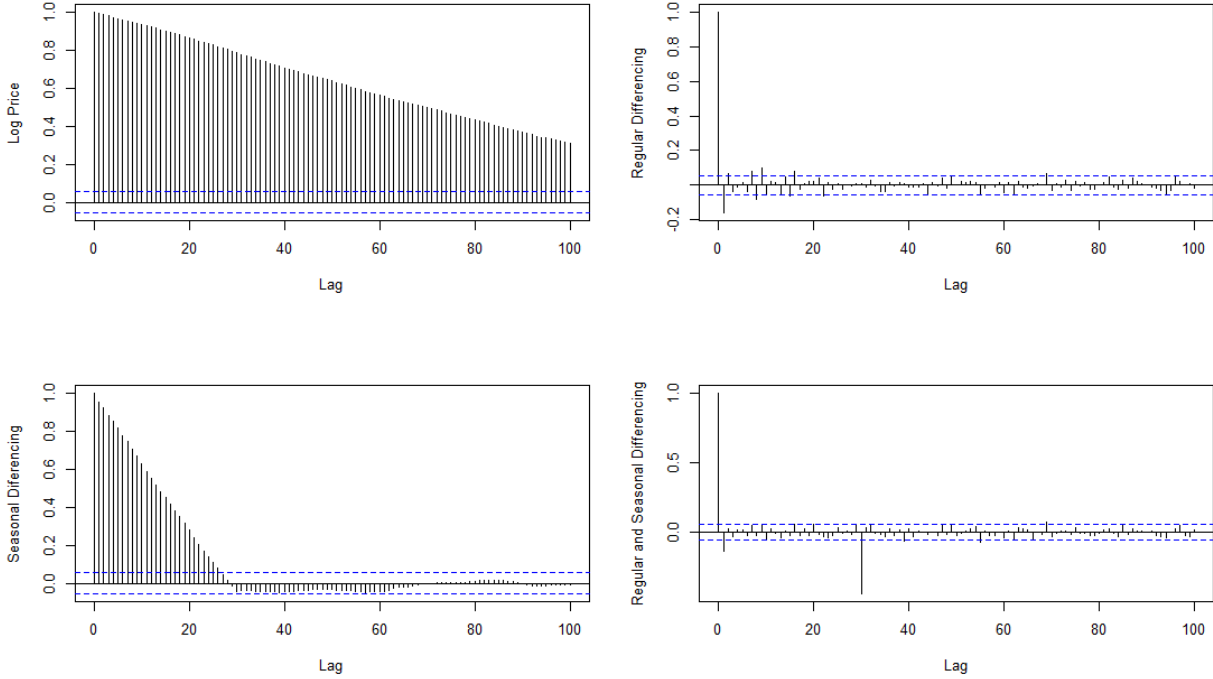 Log Price
0.0 0.2 0.4 0.6 0.8 1.0
0 20 40 60 80 100
Lag
Regular Differencing
-0.2 0.2 0.4 0.6 0.8 1.0
0 20 40 60 80 100
Lag
Seasonal Diferencing
0.0 0.2 0.4 0.6 0.8 1.0
0 20 40 60 80 100
Lag
Regular and Seasonal Differencing
0.0 0.5 1.0
0 20 40 60 80 100
Lag